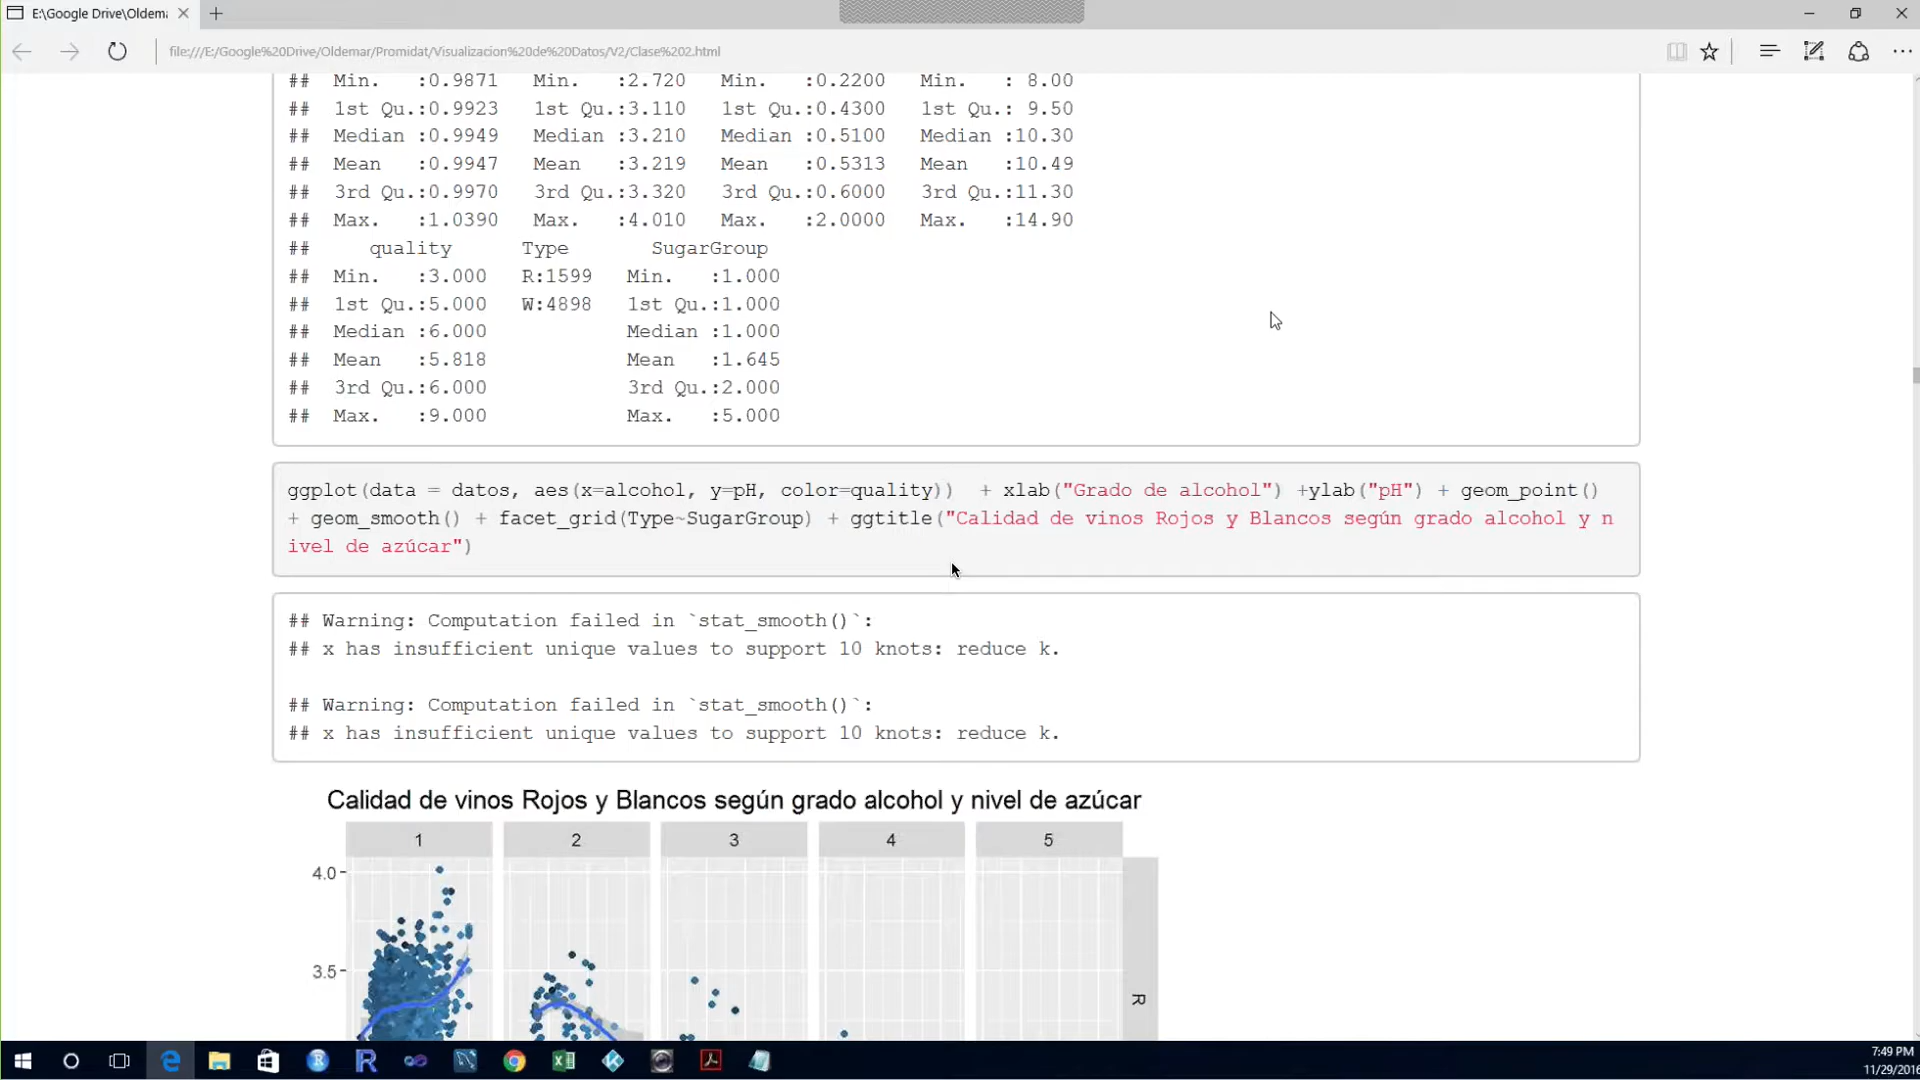 E:\Google Drive\Oldema
file:///E:/Google%20Drive/Oldemar/Promidat/Visualizacion%20de%20Datos/V2/Clase%202.html
## Min. :0.9871 Min. :2.720 Min. :0.2200 Min. : 8.00
## 1st Qu.:0.9923 1st Qu.:3.110 1st Qu.:0.4300 1st Qu.: 9.50
## Median :0.9949 Median :3.210 Median :0.5100 Median :10.30
## Mean :0.9947 Mean :3.219 Mean :0.5313 Mean :10.49
## 3rd Qu.:0.9970 3rd Qu.:3.320 3rd Qu.:0.6000 3rd Qu.:11.30
## Max. :1.0390 Max. :4.010 Max. :2.0000 Max. :14.90
## quality Type SugarGroup
## Min. :3.000 R:1599 Min. :1.000
## 1st Qu.:5.000 W:4898 1st Qu.:1.000
## Median :6.000 Median :1.000
## Mean :5.818 Mean :1.645
## 3rd Qu.:6.000 3rd Qu.:2.000
## Max. :9.000 Max. :5.000
ggplot(data = datos, aes(x=alcohol, y=pH, color=quality)) + xlab("Grado de alcohol") +ylab("pH") + geom_point()
+ geom_smooth() + facet_grid(Type~SugarGroup) + ggtitle("Calidad de vinos Rojos y Blancos según grado alcohol y n
ivel de azúcar")
## Warning: Computation failed in `stat_smooth()`:
## x has insufficient unique values to support 10 knots: reduce k.
## Warning: Computation failed in `stat_smooth()`:
## x has insufficient unique values to support 10 knots: reduce k.
Calidad de vinos Rojos y Blancos según grado alcohol y nivel de azúcar
1 2 3 4 5
4.0
3.5
R
7:49 PM
11/29/2016